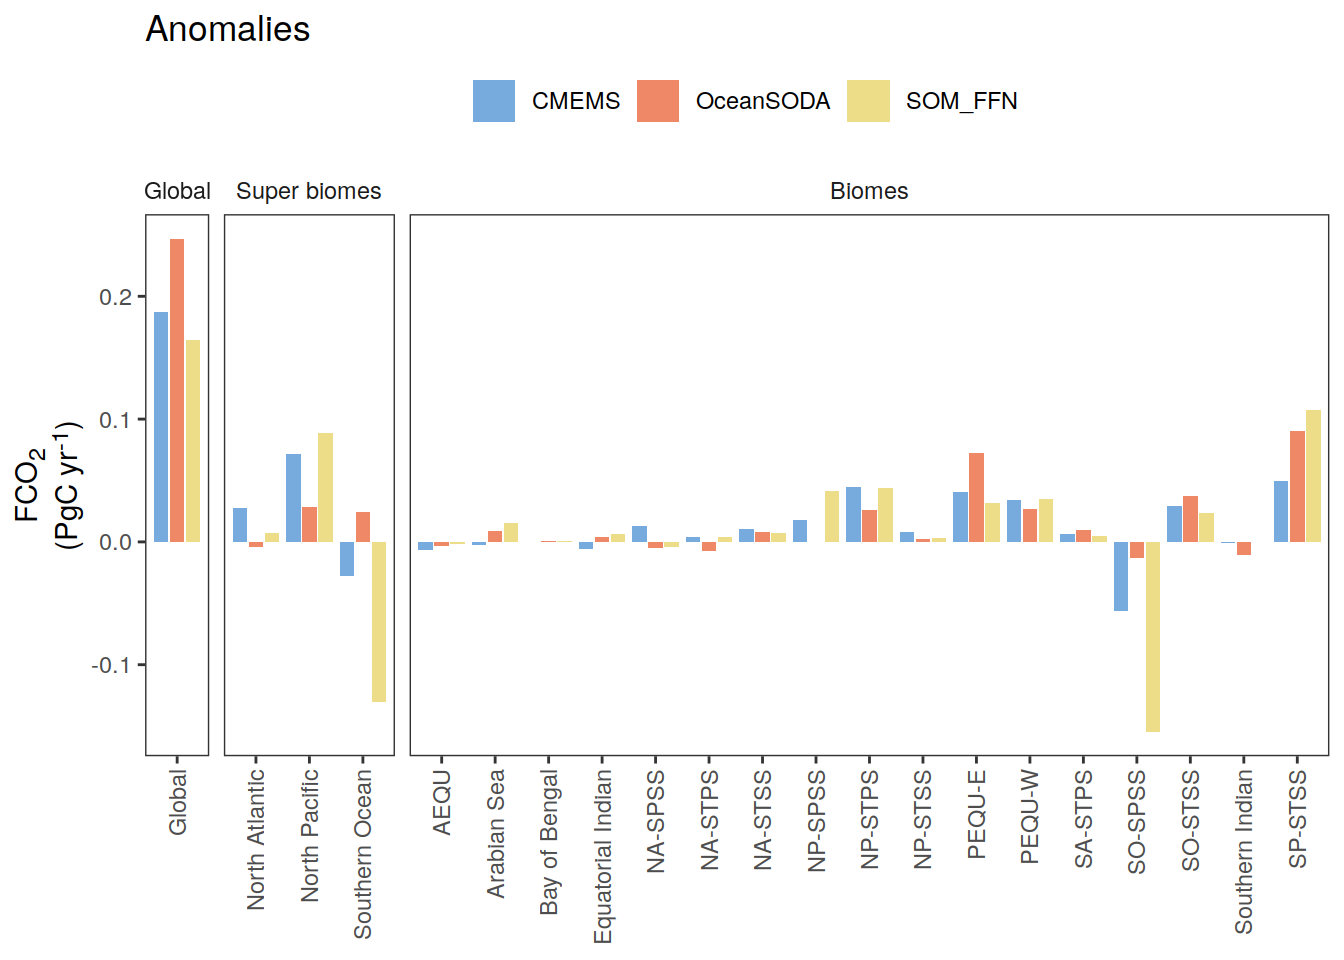 Anomalies
CMEMS OceanSODA SOM_FFN
Global Super biomes Biomes
FCO2
(PgC yr-1)
0.2
0.1
0.0
-0.1
Global
North Atlantic
North Pacific
Southern Ocean
AEQU
Arabian Sea
Bay of Bengal
Equatorial Indian
NA-SPSS
NA-STPS
NA-STSS
NP-SPSS
NP-STPS
NP-STSS
PEQU-E
PEQU-W
SA-STPS
SO-SPSS
SO-STSS
Southern Indian
SP-STSS